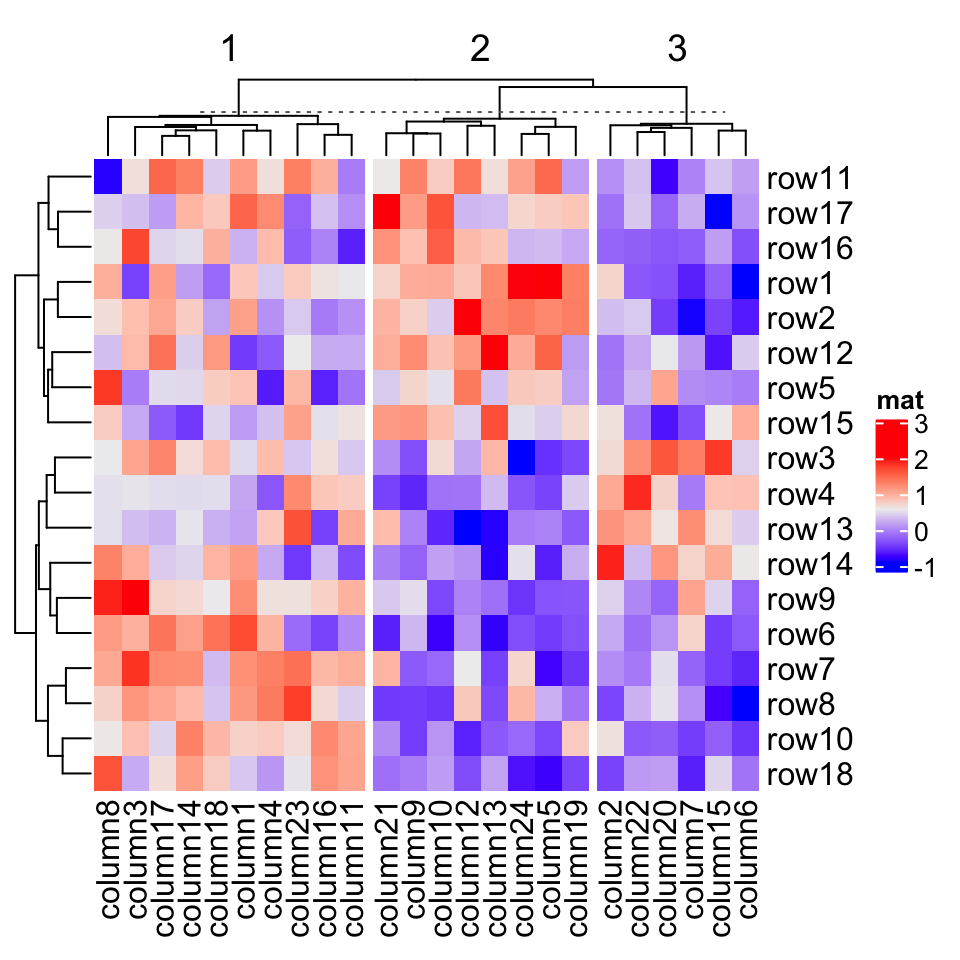 1 2 3
row11
row17
row16
row1
row2
row12
row5
row15
row3
row4
row13
row14
row9
row6
row7
row8
row10
row18
column8
column3
column17
column14
column18
column1
column4
column23
column16
column11
column21
column9
column10
column12
column13
column24
column5
column19
column2
column22
column20
column7
column15
column6
mat
3
2
1
0
-1